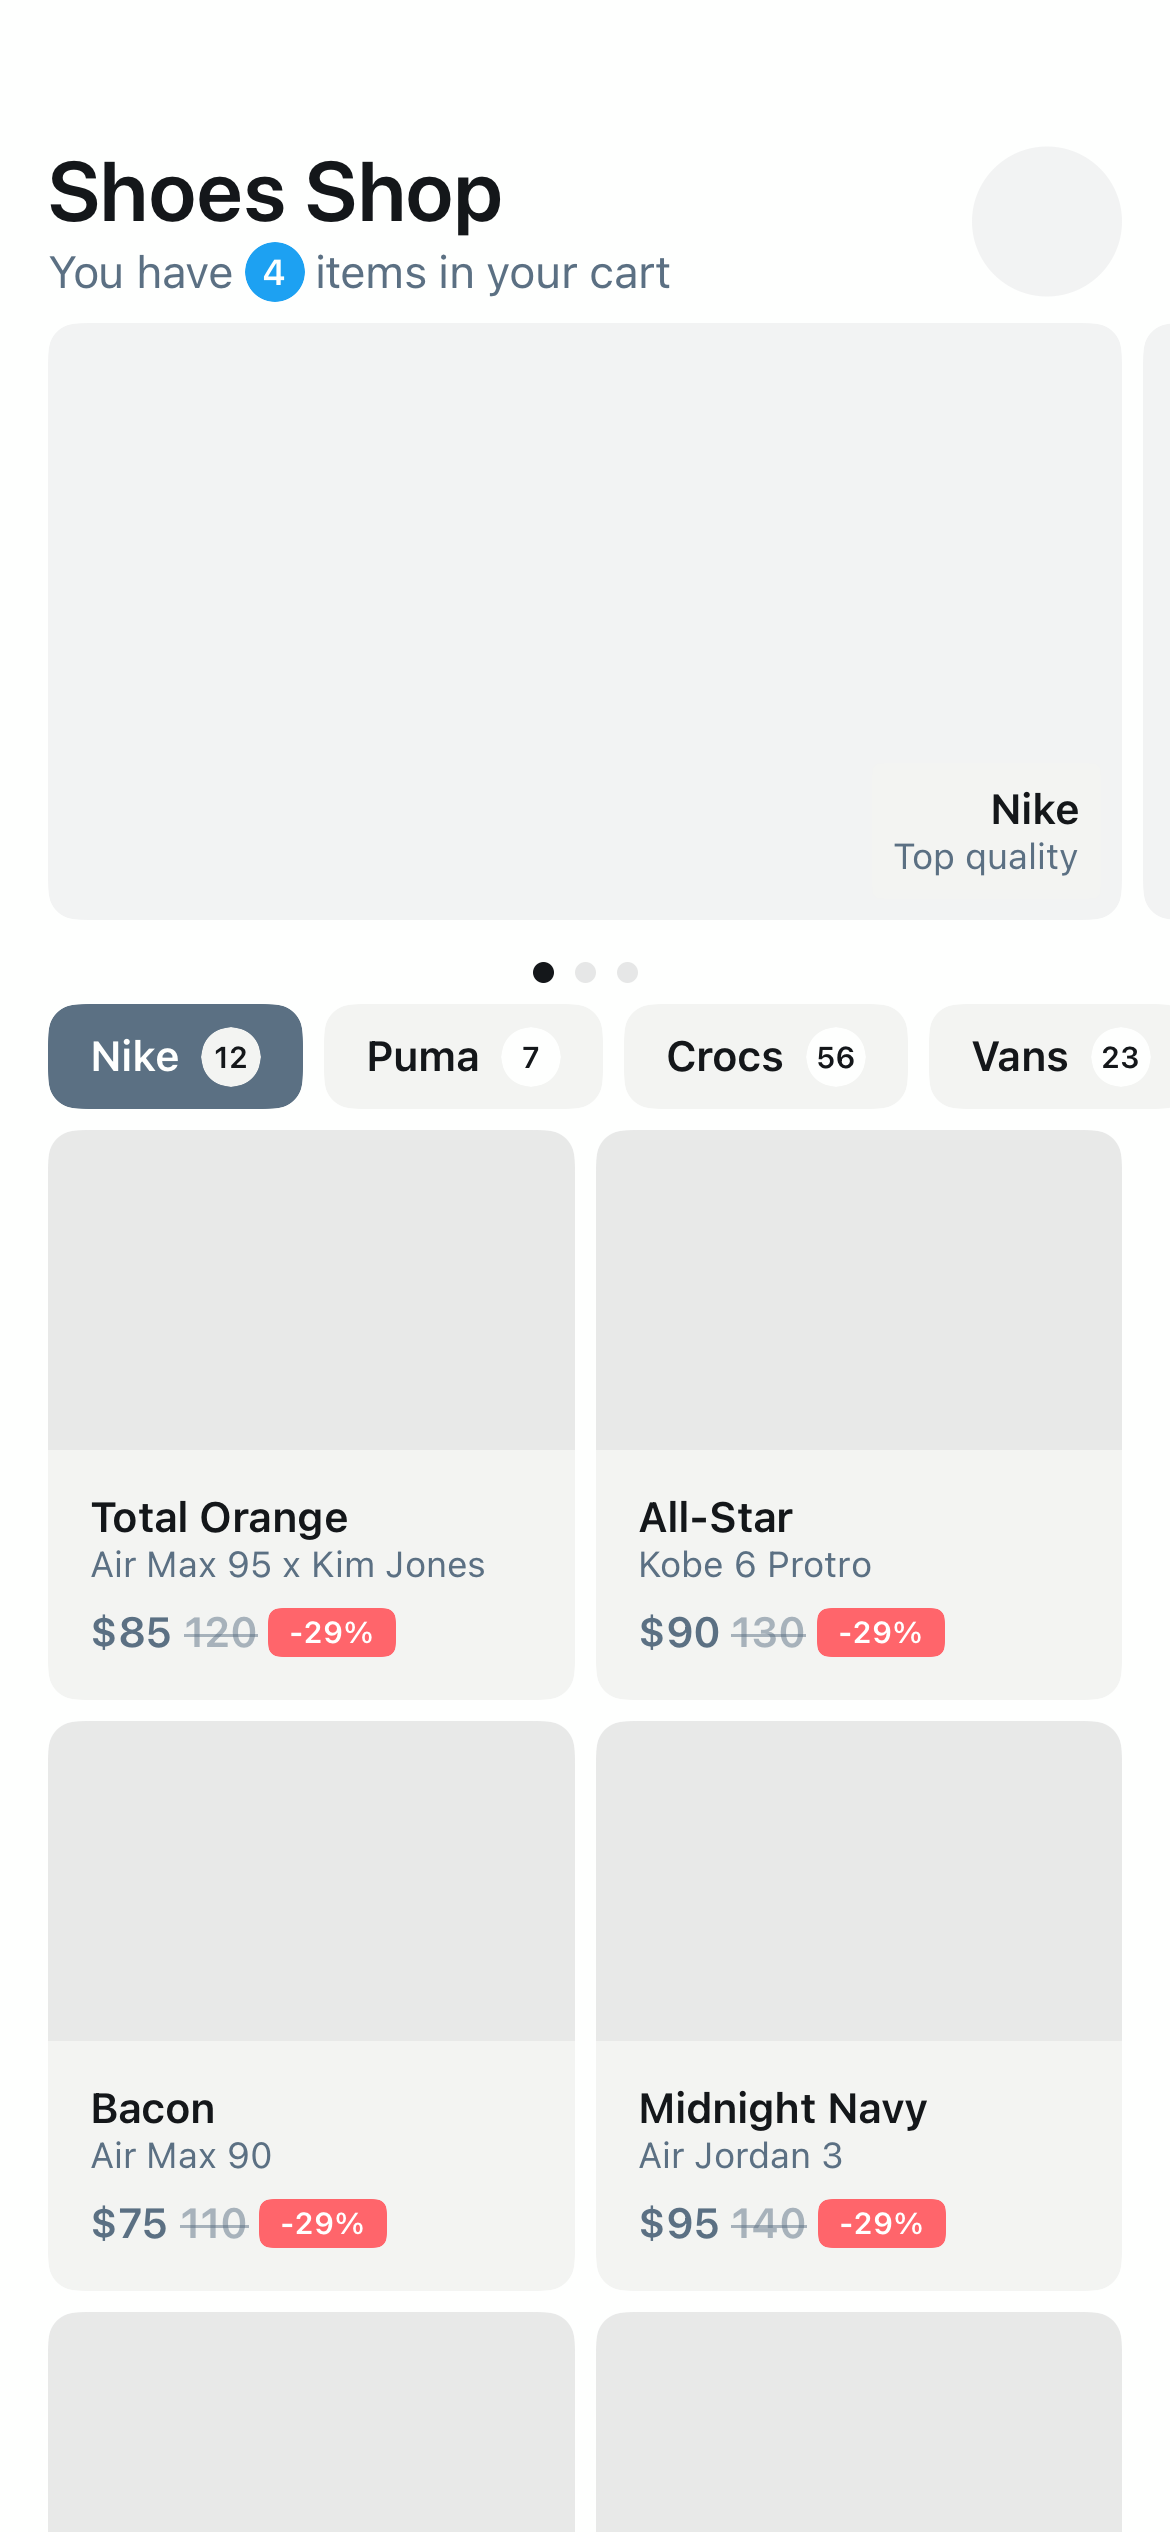 Shoes Shop
You have 4 items in your cart
Nike
Top quality
Nike 12 Puma 7 Crocs 56 Vans 23
Total Orange
Air Max 95 x Kim Jones
$85 120 -29%
All-Star
Kobe 6 Protro
$90 130 -29%
Bacon
Air Max 90
$75 110 -29%
Midnight Navy
Air Jordan 3
$95 140 -29%